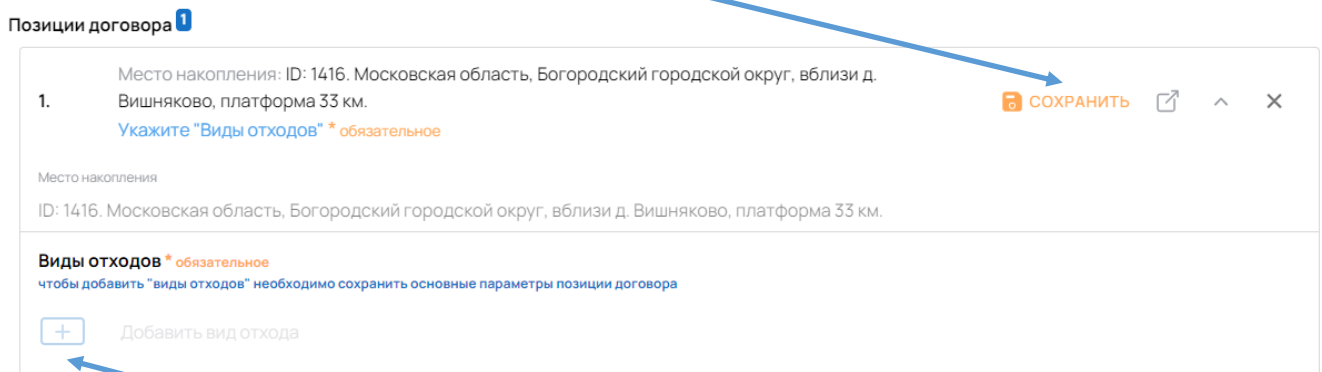 Позиции договора 1
Место накопления: ID: 1416. Московская область, Богородский городской округ, вблизи д.
1. Вишняково, платформа 33 км.
СОХРАНИТЬ
Укажите "Виды отходов" * обязательное
Место накопления
ID: 1416. Московская область, Богородский городской округ, вблизи д. Вишняково, платформа 33 км.
Виды отходов * обязательное
чтобы добавить "виды отходов" необходимо сохранить основные параметры позиции договора
Добавить вид отхода